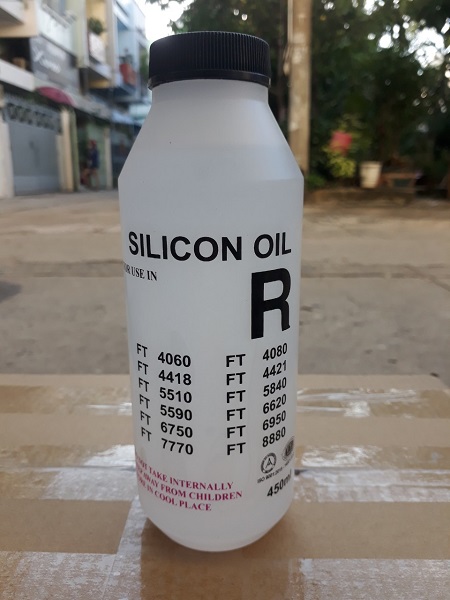 SILICON OIL
OR USE IN
R
FT 4060 FT 4080
FT 4418 FT 4421
FT 5510 FT 5840
FT 5590 FT 6620
FT 6750 FT 6950
FT 7770 FT 8880
TAKE INTERNALLY
AWAY FROM CHILDREN
IN COOL PLACE
450ml